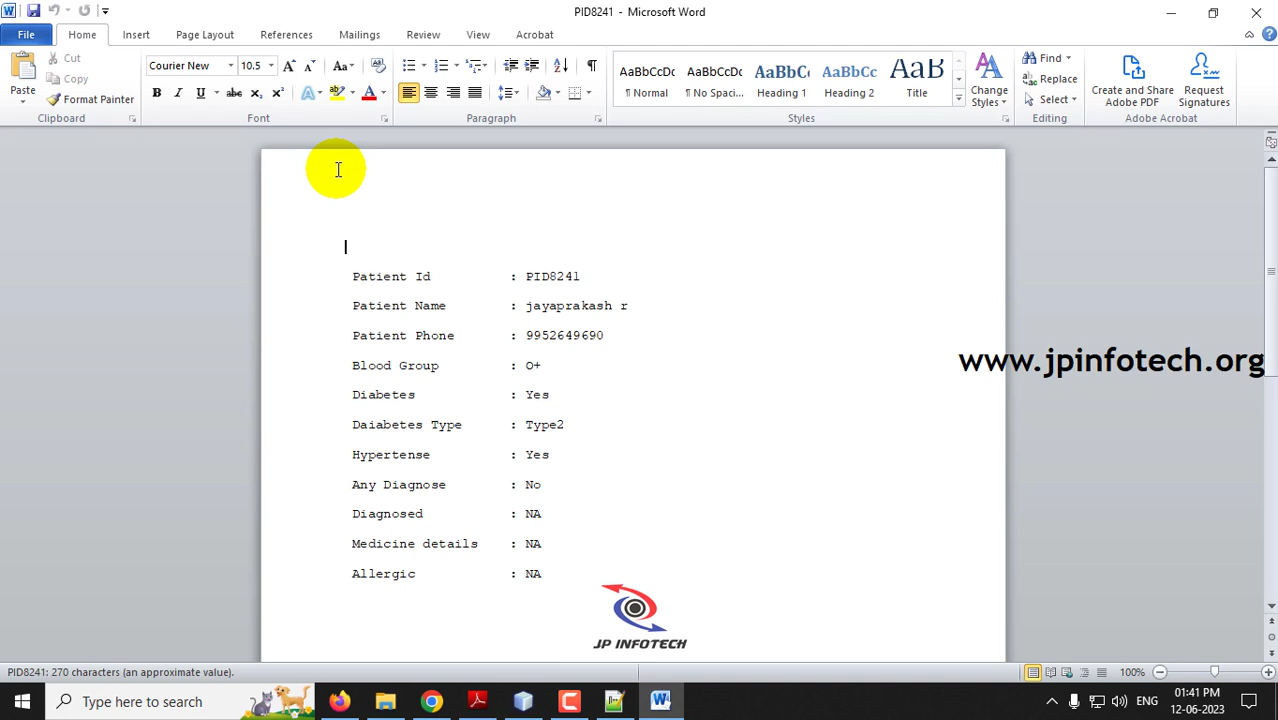 PID8241 - Microsoft Word
File Home Insert Page Layout References Mailings Review View Acrobat
Paste
Cut
Copy
Format Painter
Clipboard
Courier New 10.5
Font
Paragraph
AaBbCcDc AaBbCcDc AaBbCc AaBbCc AaB
¶ Normal ¶ No Spaci... Heading 1 Heading 2 Title
Change Styles
Styles
Find
Replace
Select
Editing
Create and Share Adobe PDF
Request Signatures
Adobe Acrobat
Patient Id : PID8241
Patient Name : jayaprakash r
Patient Phone : 9952649690
Blood Group : O+
Diabetes : Yes
Daiabetes Type : Type2
Hypertense : Yes
Any Diagnose : No
Diagnosed : NA
Medicine details : NA
Allergic : NA
www.jpinfotech.org
JP INFOTECH
PID8241: 270 characters (an approximate value).
100%
Type here to search
ENG
01:41 PM
12-06-2023